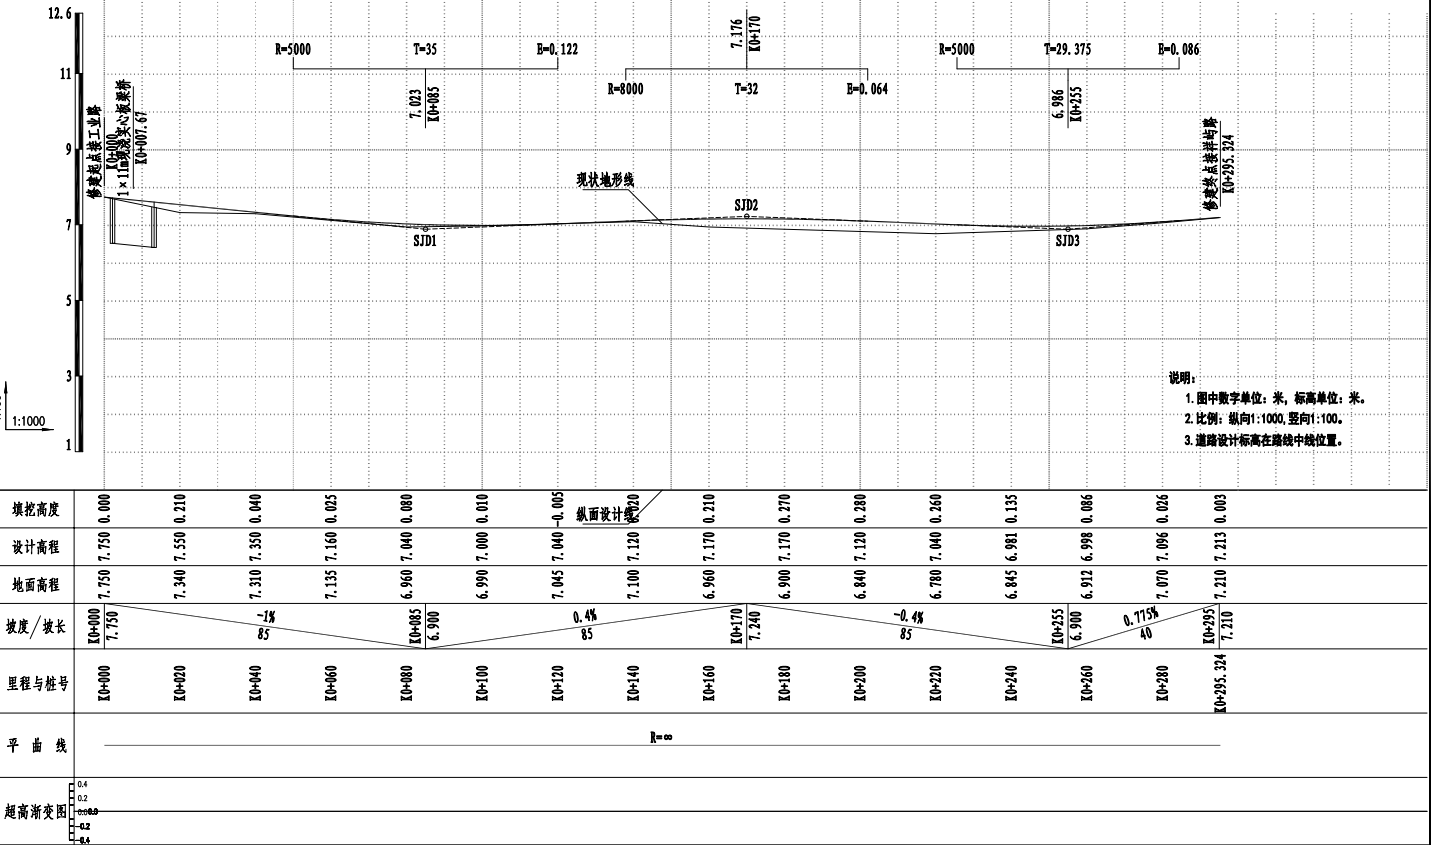 12.6
11
9
7
5
3
1
1:1000
修建起点接工业路
K0+000
1×11m现浇实心板梁桥
K0+007.67
R=5000 T=35 E=0.122
7.023
K0+085
7.176
K0+170
R=8000 T=32 E=0.064
R=5000 T=29.375 E=0.086
6.986
K0+255
修建终点接祥屿路
K0+295.324
现状地形线
SJD1
SJD2
SJD3
说明:
1.图中数字单位:米,标高单位:米。
2.比例:纵向1:1000,竖向1:100。
3.道路设计标高在路线中线位置。
纵面设计线
填挖高度 0.000 0.210 0.040 0.025 0.080 0.010 -0.005 0.020 0.210 0.270 0.280 0.260 0.135 0.086 0.026 0.003
设计高程 7.750 7.550 7.350 7.160 7.040 7.000 7.040 7.120 7.170 7.170 7.120 7.040 6.981 6.998 7.096 7.213
地面高程 7.750 7.340 7.310 7.135 6.960 6.990 7.045 7.100 6.960 6.900 6.840 6.780 6.845 6.912 7.070 7.210
坡度/坡长 K0+000 7.750 -1% 85 K0+085 6.900 0.4% 85 K0+170 7.240 -0.4% 85 K0+255 6.900 0.775% 40 K0+295 7.210
里程与桩号 K0+000 K0+020 K0+040 K0+060 K0+080 K0+100 K0+120 K0+140 K0+160 K0+180 K0+200 K0+220 K0+240 K0+260 K0+280 K0+295.324
平曲线 R=∞
超高渐变图
0.4
0.2
0.0
-0.2
-0.4